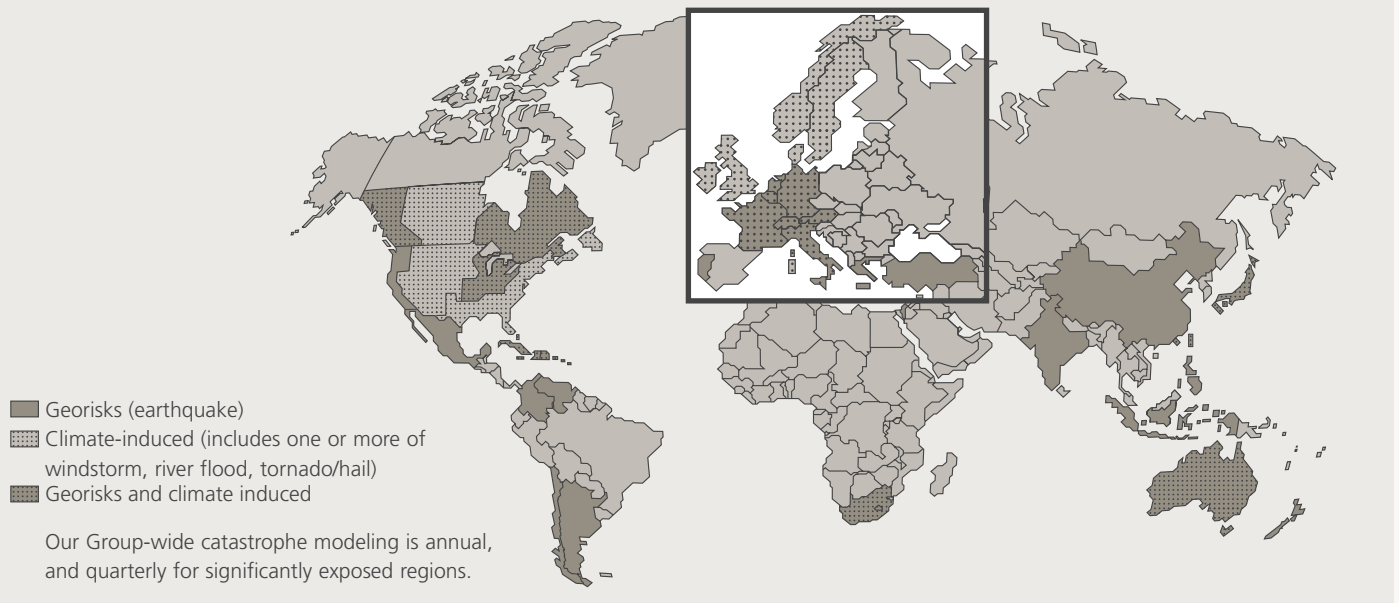 Georisks (earthquake)
Climate-induced (includes one or more of
windstorm, river flood, tornado/hail)
Georisks and climate induced
Our Group-wide catastrophe modeling is annual,
and quarterly for significantly exposed regions.